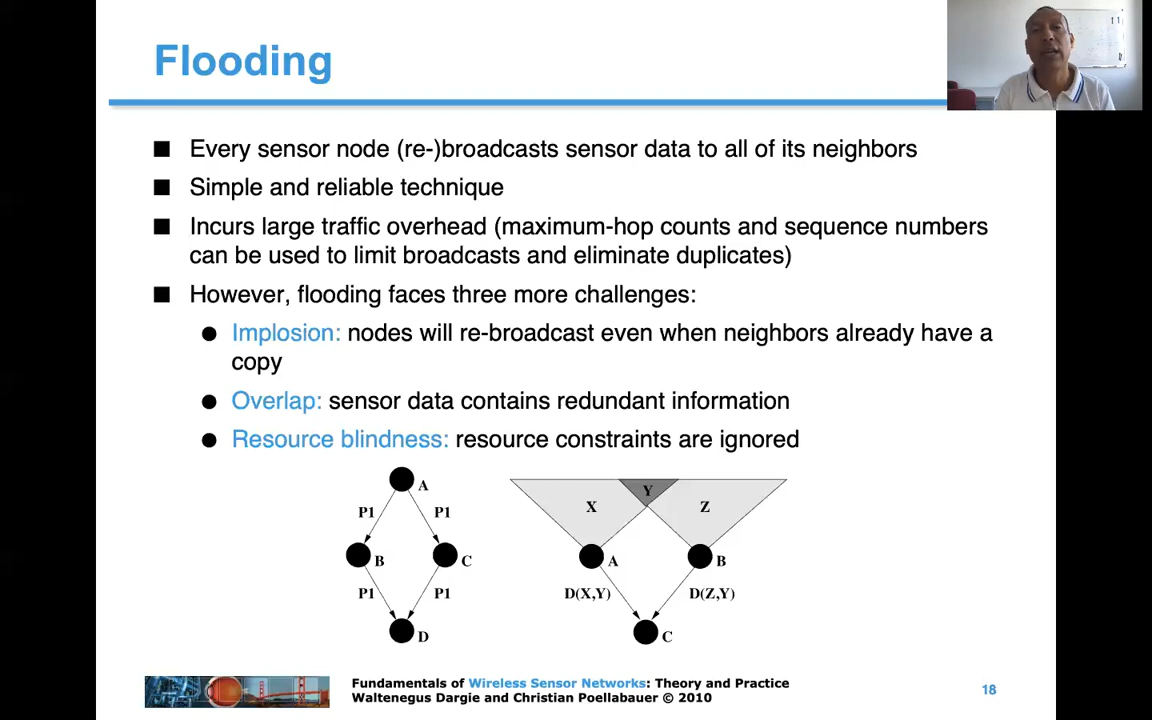 Flooding
Every sensor node (re-)broadcasts sensor data to all of its neighbors
Simple and reliable technique
Incurs large traffic overhead (maximum-hop counts and sequence numbers
can be used to limit broadcasts and eliminate duplicates)
However, flooding faces three more challenges:
Implosion: nodes will re-broadcast even when neighbors already have a
copy
Overlap: sensor data contains redundant information
Resource blindness: resource constraints are ignored
A
P1 P1
B C
P1 P1
D
Y
X Z
A B
D(X,Y) D(Z,Y)
C
Fundamentals of Wireless Sensor Networks: Theory and Practice
Waltenegus Dargie and Christian Poellabauer © 2010
18